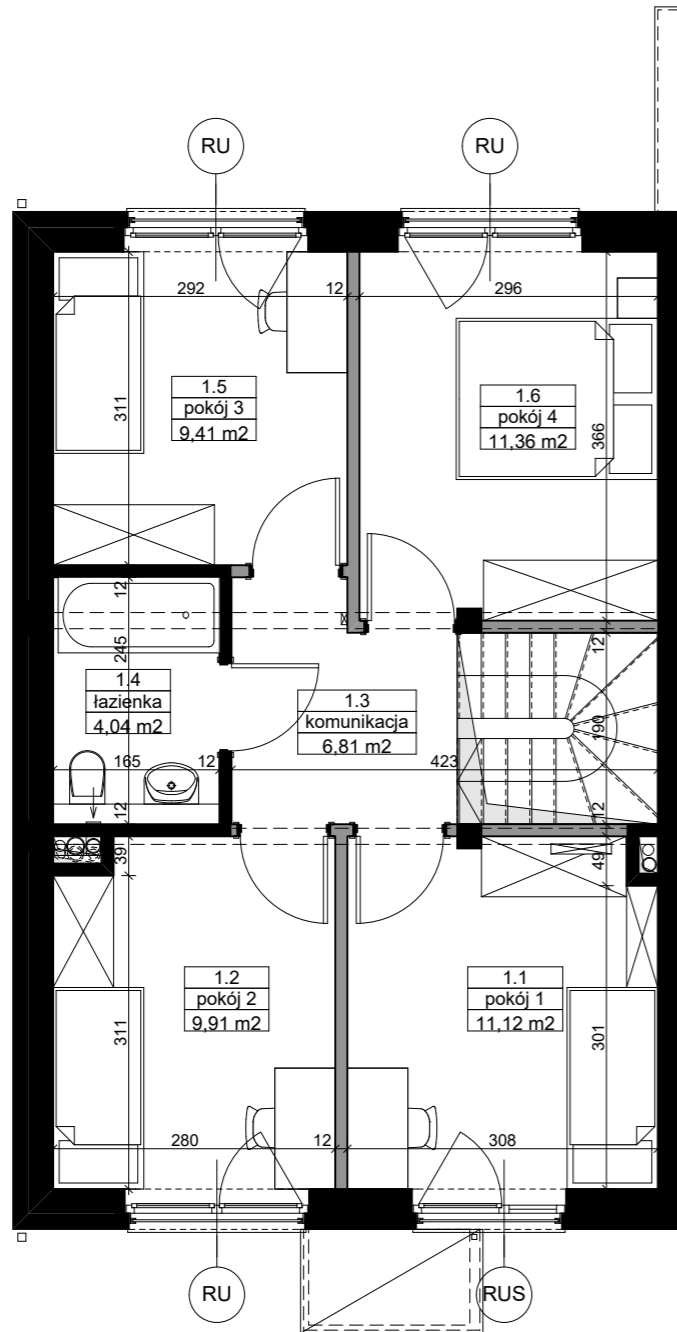 RU
RU
292
12
296
311
1.5
pokój 3
9,41 m2
1.6
pokój 4
11,36 m2
366
12
245
12
1.4
łazienka
4,04 m2
1.3
komunikacja
6,81 m2
190
165
12
423
12
12
39
49
1.2
pokój 2
9,91 m2
1.1
pokój 1
11,12 m2
311
301
280
12
308
RU
RUS